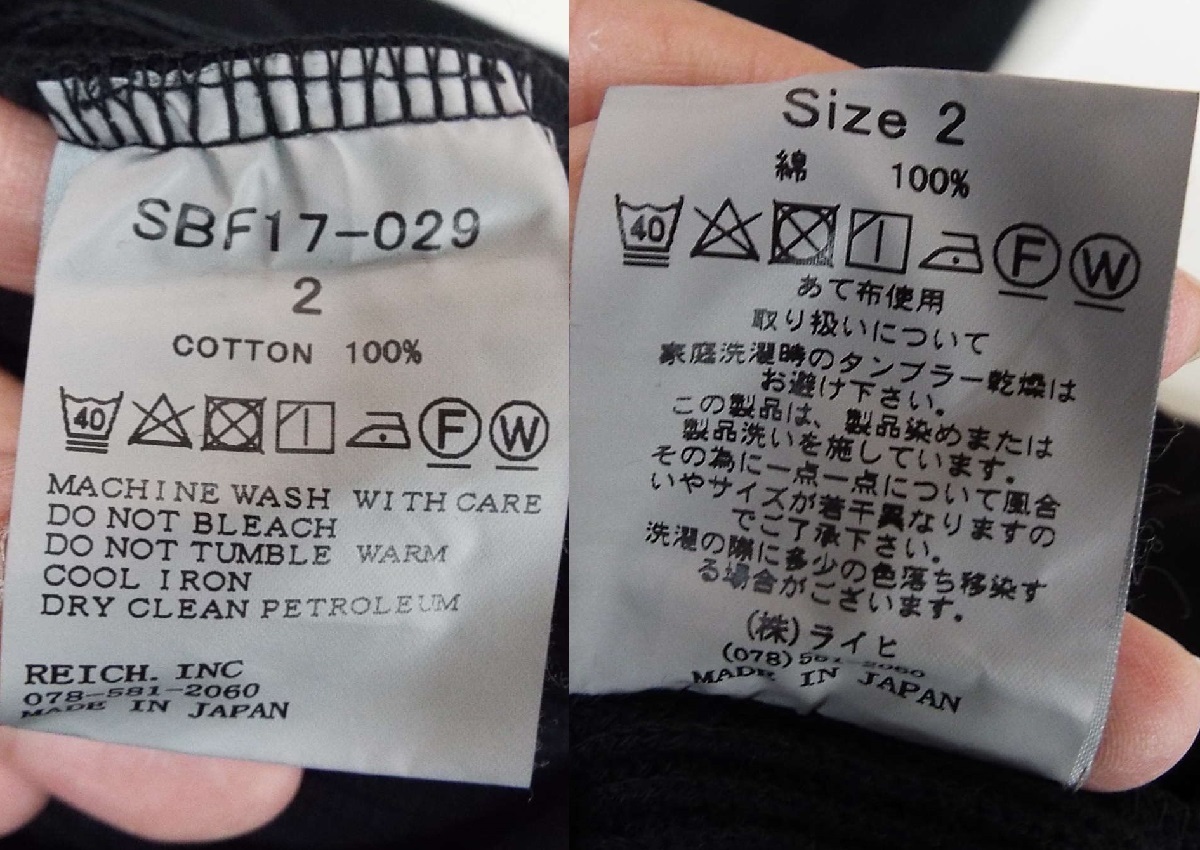 SBF17-029
2
COTTON 100%
40 F W
MACHINE WASH WITH CARE
DO NOT BLEACH
DO NOT TUMBLE WARM
COOL IRON
DRY CLEAN PETROLEUM
REICH. INC
078-581-2060
MADE IN JAPAN
Size 2
綿 100%
40 F W
あて布使用
取り扱いについて
家庭洗濯時のタンブラー乾燥は
お避け下さい。
この製品は、製品染めまたは
製品洗いを施しています。
その為に一点一点について風合
いやサイズが若干異なりますの
でご了承下さい。
洗濯の際に多少の色落ち移染す
る場合がございます。
(株)ライヒ
(078)581-2060
MADE IN JAPAN